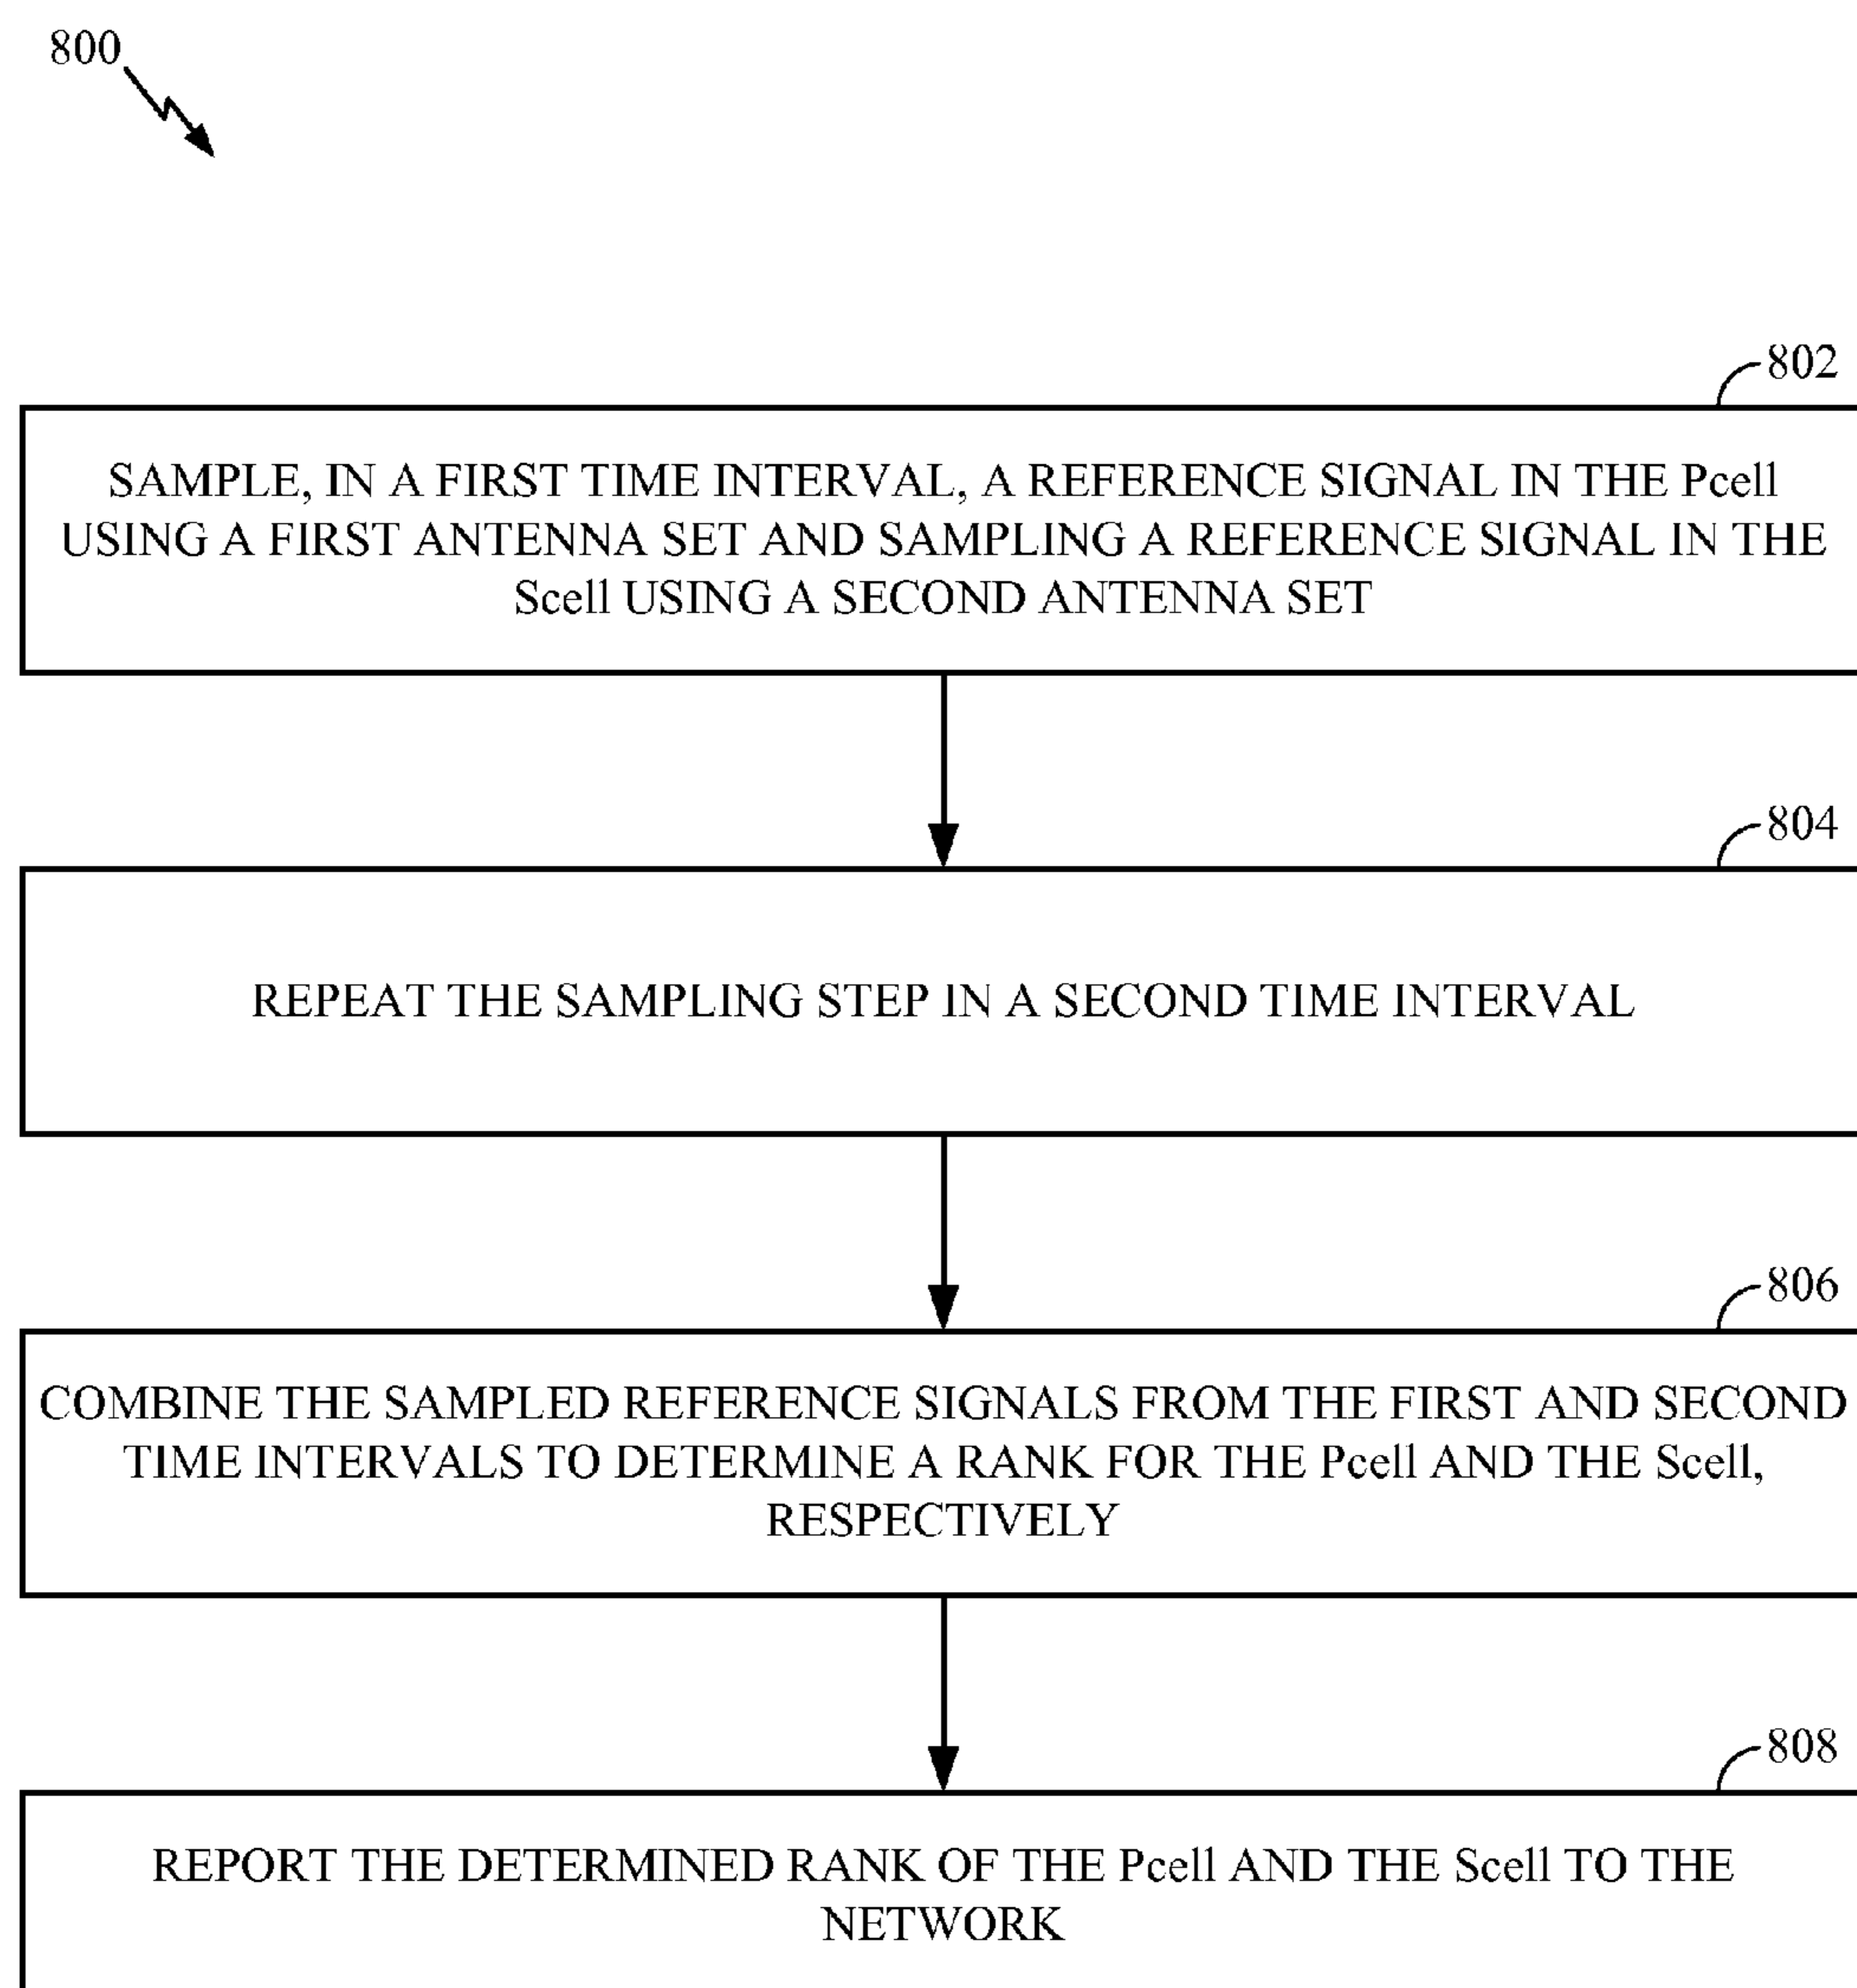 800
802
SAMPLE, IN A FIRST TIME INTERVAL, A REFERENCE SIGNAL IN THE Pcell
USING A FIRST ANTENNA SET AND SAMPLING A REFERENCE SIGNAL IN THE
Scell USING A SECOND ANTENNA SET
804
REPEAT THE SAMPLING STEP IN A SECOND TIME INTERVAL
806
COMBINE THE SAMPLED REFERENCE SIGNALS FROM THE FIRST AND SECOND
TIME INTERVALS TO DETERMINE A RANK FOR THE Pcell AND THE Scell,
RESPECTIVELY
808
REPORT THE DETERMINED RANK OF THE Pcell AND THE Scell TO THE
NETWORK